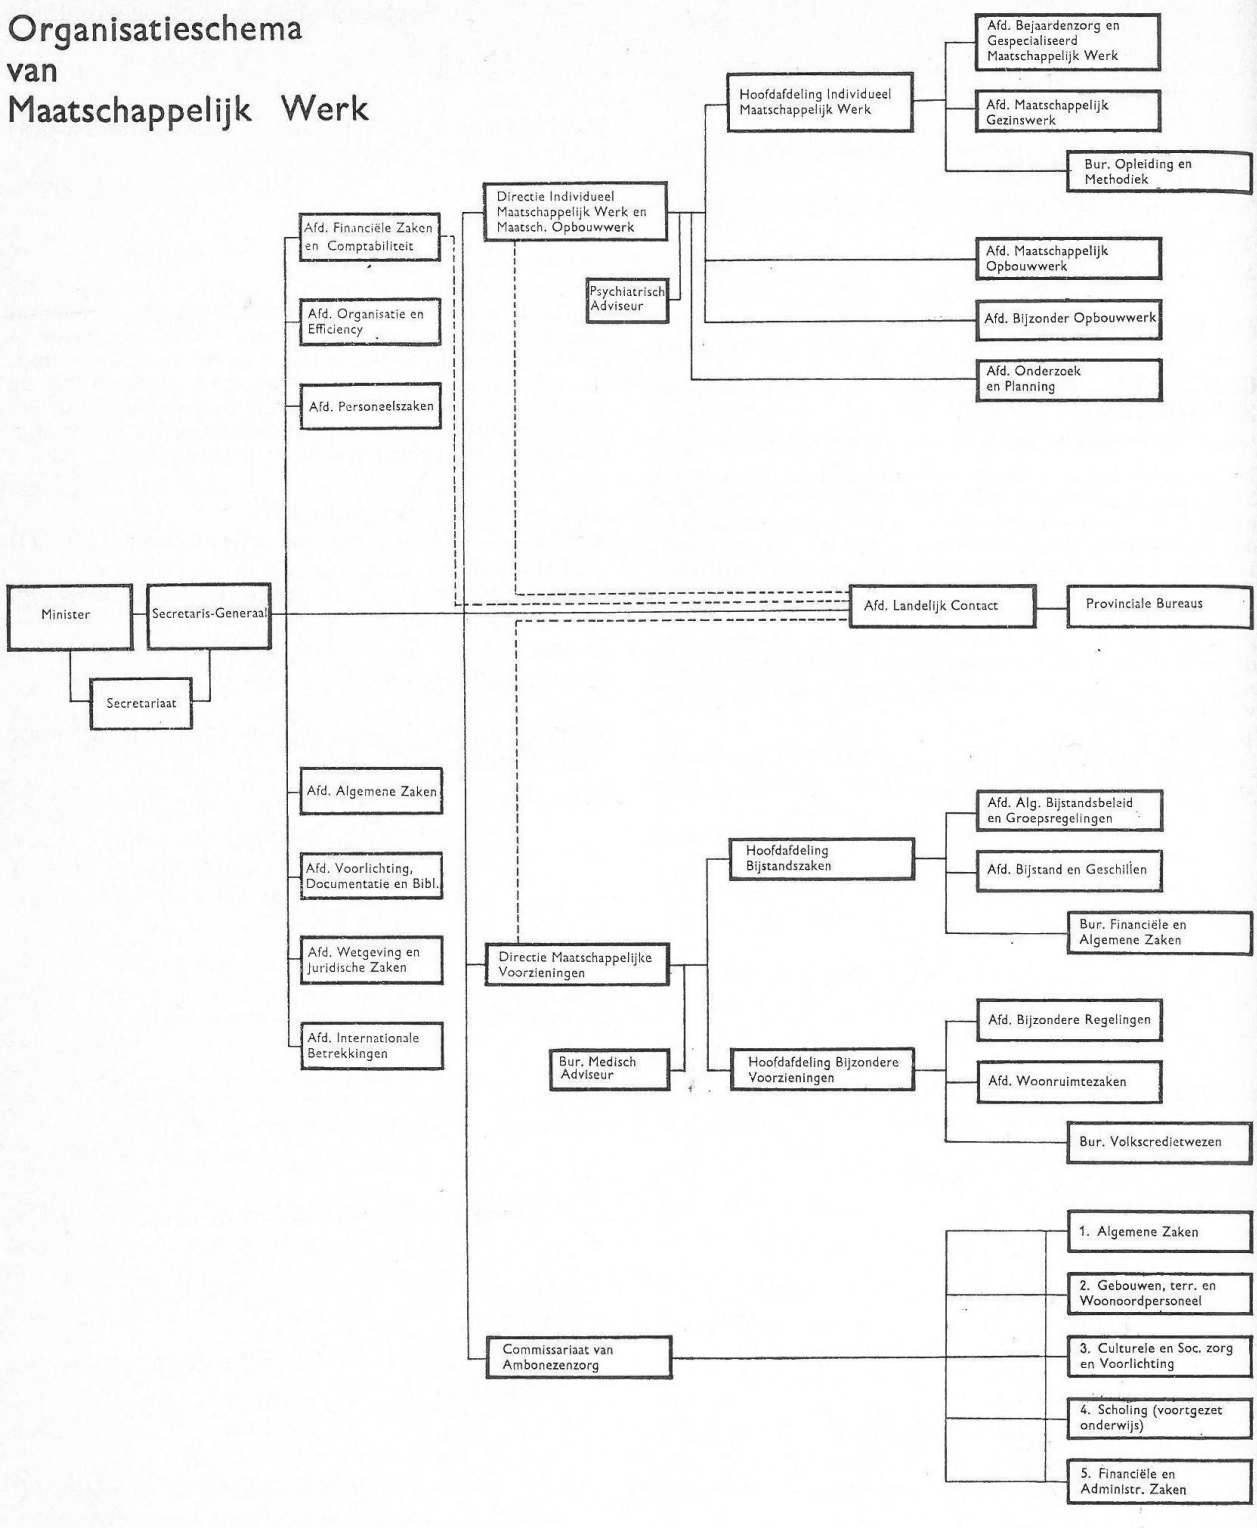 Organisatieschema
van
Maatschappelijk Werk
Minister
Secretaris-Generaal
Secretariaat
Afd. Financiële Zaken
en Comptabiliteit
Afd. Organisatie en
Efficiency
Afd. Personeelszaken
Afd. Algemene Zaken
Afd. Voorlichting,
Documentatie en Bibl.
Afd. Wetgeving en
Juridische Zaken
Afd. Internationale
Betrekkingen
Directie Individueel
Maatschappelijk Werk en
Maatsch. Opbouwwerk
Psychiatrisch
Adviseur
Hoofdafdeling Individueel
Maatschappelijk Werk
Afd. Bejaardenzorg en
Gespecialiseerd
Maatschappelijk Werk
Afd. Maatschappelijk
Gezinswerk
Bur. Opleiding en
Methodiek
Afd. Maatschappelijk
Opbouwwerk
Afd. Bijzonder Opbouwwerk
Afd. Onderzoek
en Planning
Afd. Landelijk Contact
Provinciale Bureaus
Directie Maatschappelijke
Voorzieningen
Bur. Medisch
Adviseur
Hoofdafdeling
Bijstandszaken
Afd. Alg. Bijstandsbeleid
en Groepsregelingen
Afd. Bijstand en Geschillen
Bur. Financiële en
Algemene Zaken
Hoofdafdeling Bijzondere
Voorzieningen
Afd. Bijzondere Regelingen
Afd. Woonruimtezaken
Bur. Volkscredietwezen
Commissariaat van
Ambonezenzorg
1. Algemene Zaken
2. Gebouwen, terr. en
Woonoordpersoneel
3. Culturele en Soc. zorg
en Voorlichting
4. Scholing (voortgezet
onderwijs)
5. Financiële en
Administr. Zaken